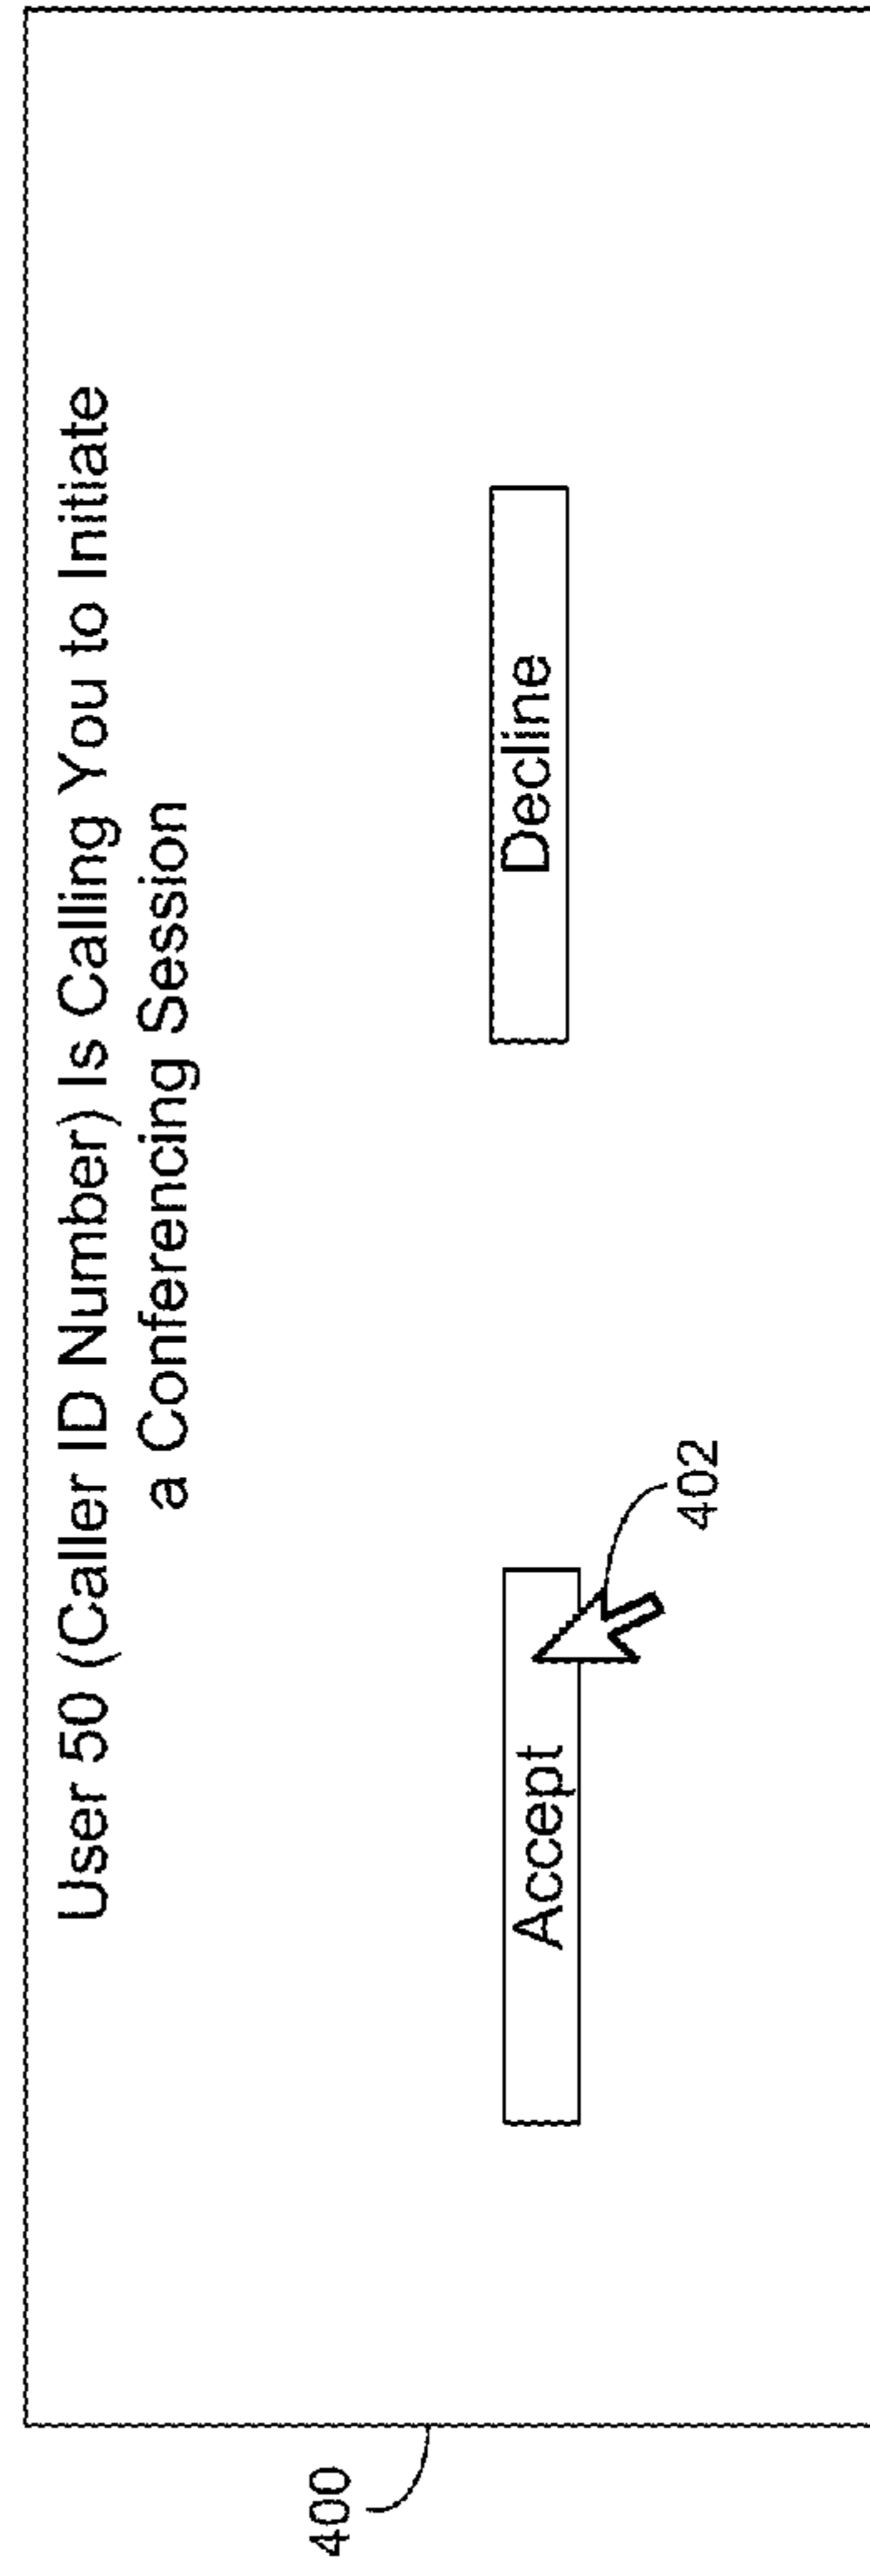 User 50 (Caller ID Number) Is Calling You to Initiate
a Conferencing Session
Accept
Decline
402
400